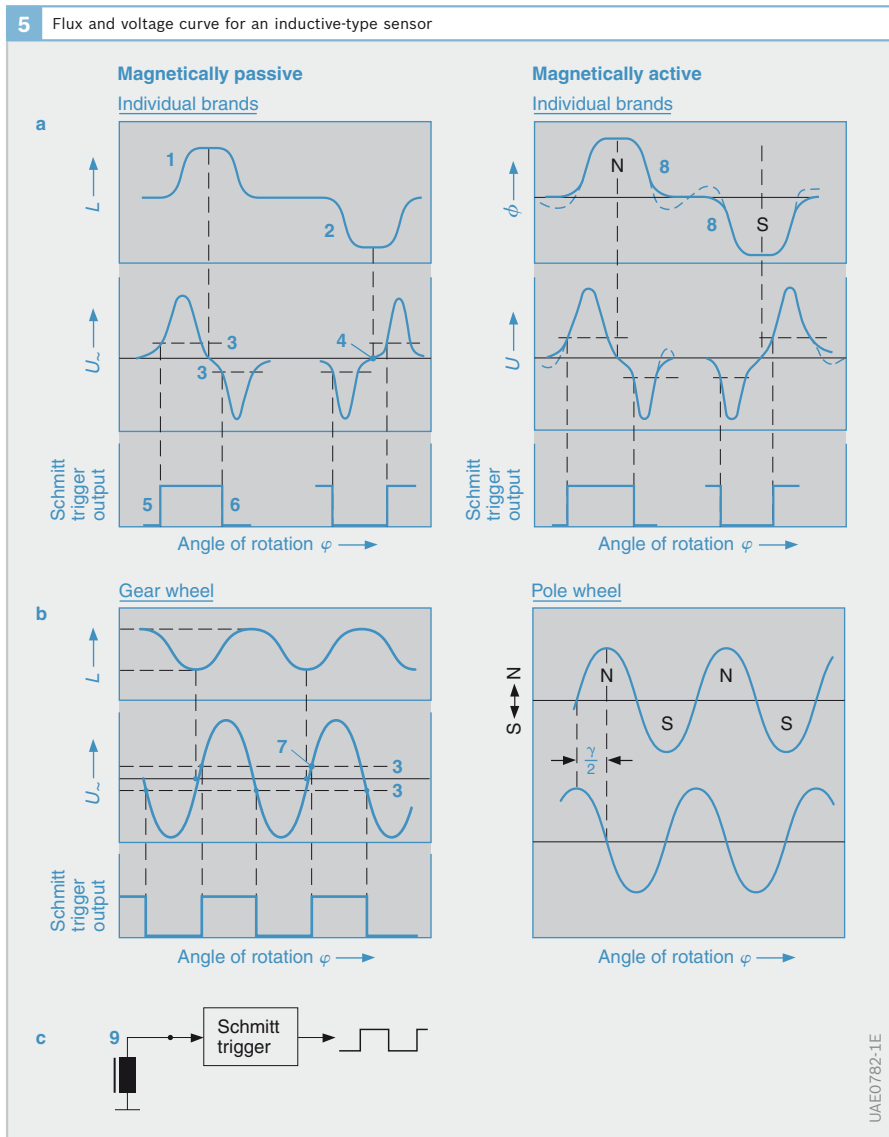 5 Flux and voltage curve for an inductive-type sensor
Magnetically passive
Individual brands
Magnetically active
Individual brands
a
L
1
2
ϕ
N
8
8
S
U~
3
3
4
U
Schmitt
trigger
output
5
6
Angle of rotation φ
Schmitt
trigger
output
Angle of rotation φ
b
Gear wheel
Pole wheel
L
S N
N
N
S
S
U~
7
3
3
γ
2
Schmitt
trigger
output
Angle of rotation φ
Angle of rotation φ
c
9
Schmitt
trigger
UAE0782-1E